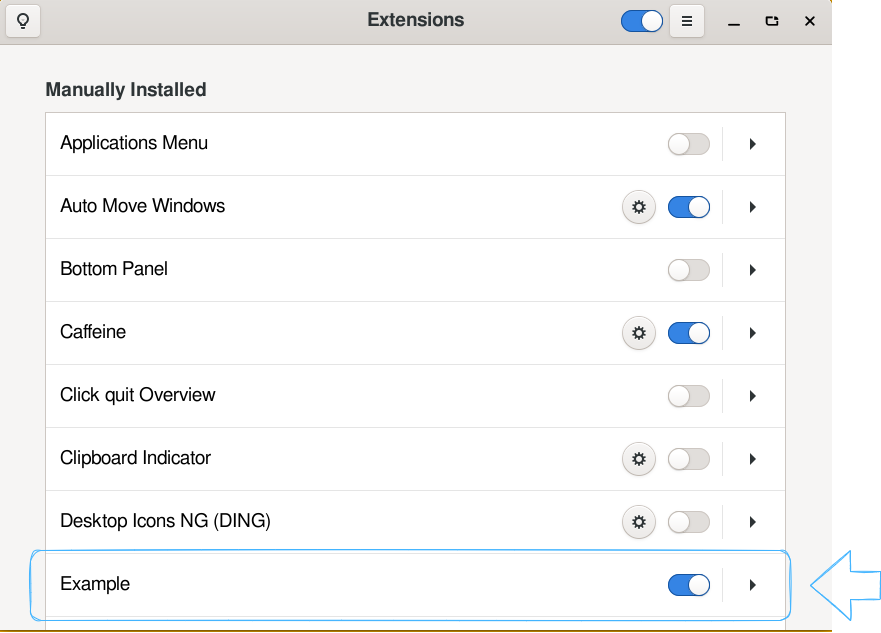 Extensions
Manually Installed
Applications Menu
Auto Move Windows
Bottom Panel
Caffeine
Click quit Overview
Clipboard Indicator
Desktop Icons NG (DING)
Example